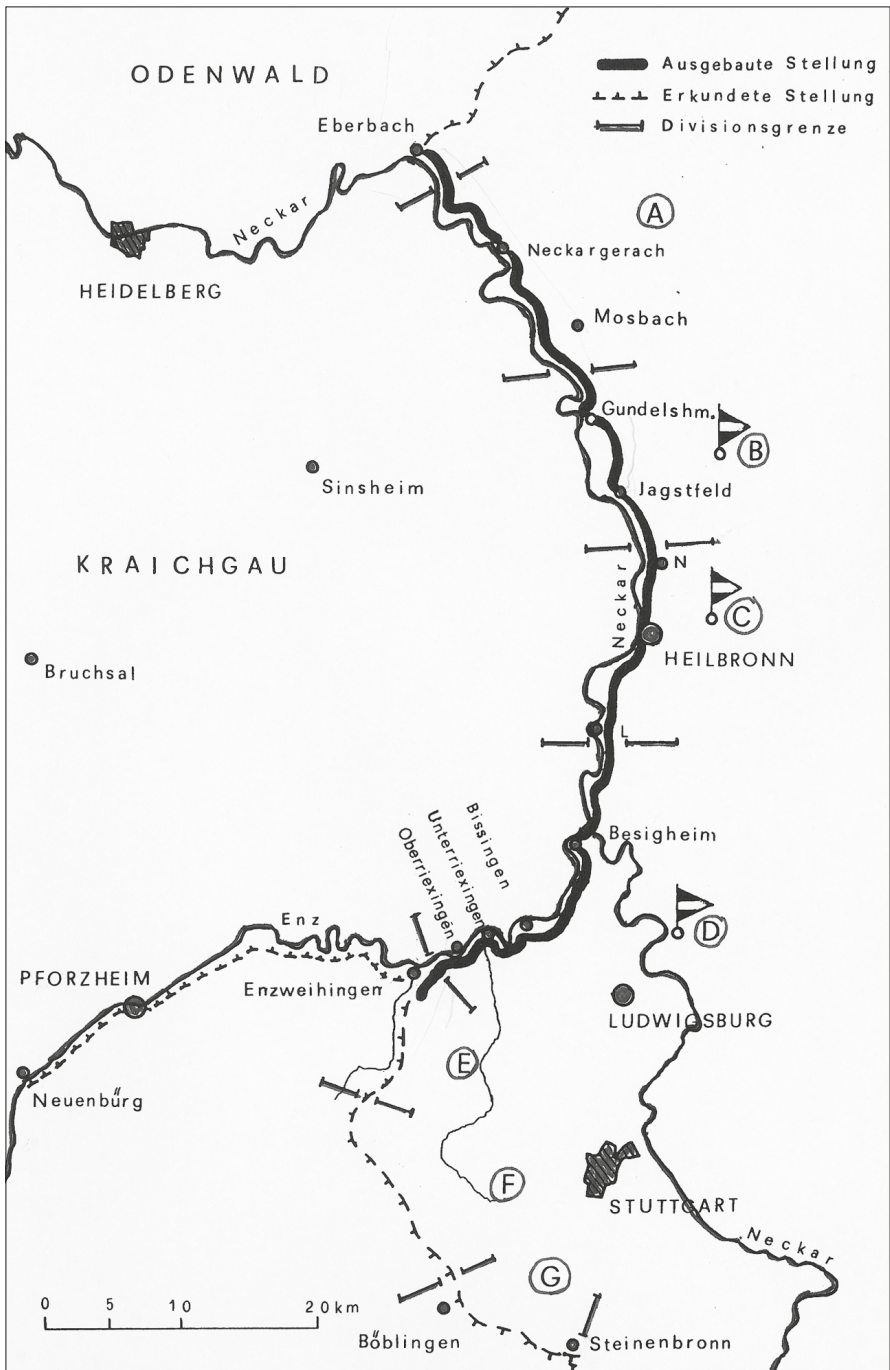 ODENWALD
Ausgebaute Stellung
Erkundete Stellung
Divisionsgrenze
Eberbach
Neckar
HEIDELBERG
A
Neckargerach
Mosbach
Gundelshm.
B
Sinsheim
Jagstfeld
KRAICHGAU
Neckar
N
C
HEILBRONN
Bruchsal
L
Besigheim
Bissingen
Unterriexingen
Oberriexingen
D
Enz
PFORZHEIM
Enzweihingen
LUDWIGSBURG
Neuenbürg
E
F
STUTTGART
Neckar
G
0 5 10 20km
Böblingen
Steinenbronn